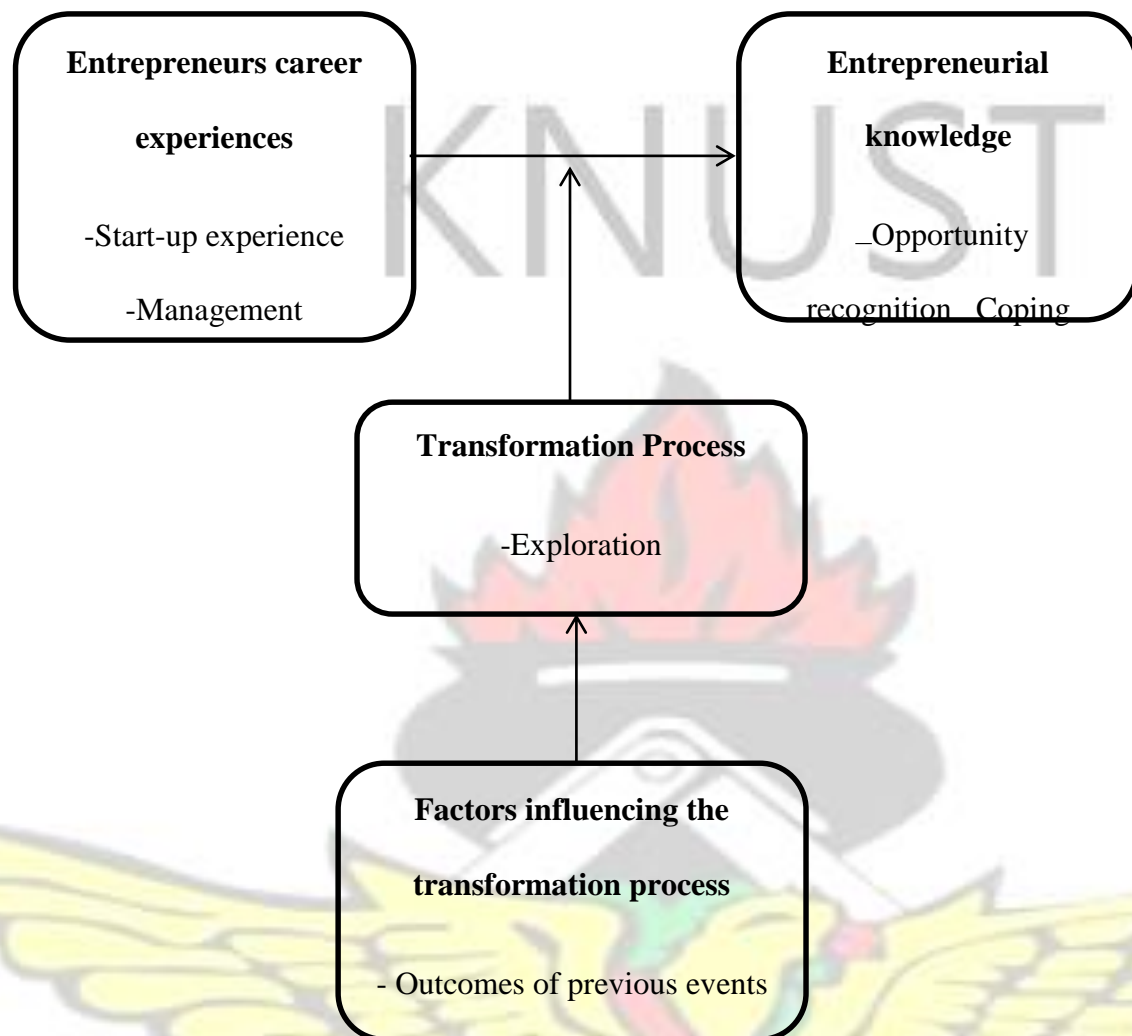 Entrepreneurs career
experiences
-Start-up experience
-Management
Entrepreneurial
knowledge
–Opportunity
recognition Coping
KNUST
Transformation Process
-Exploration
Factors influencing the
transformation process
- Outcomes of previous events